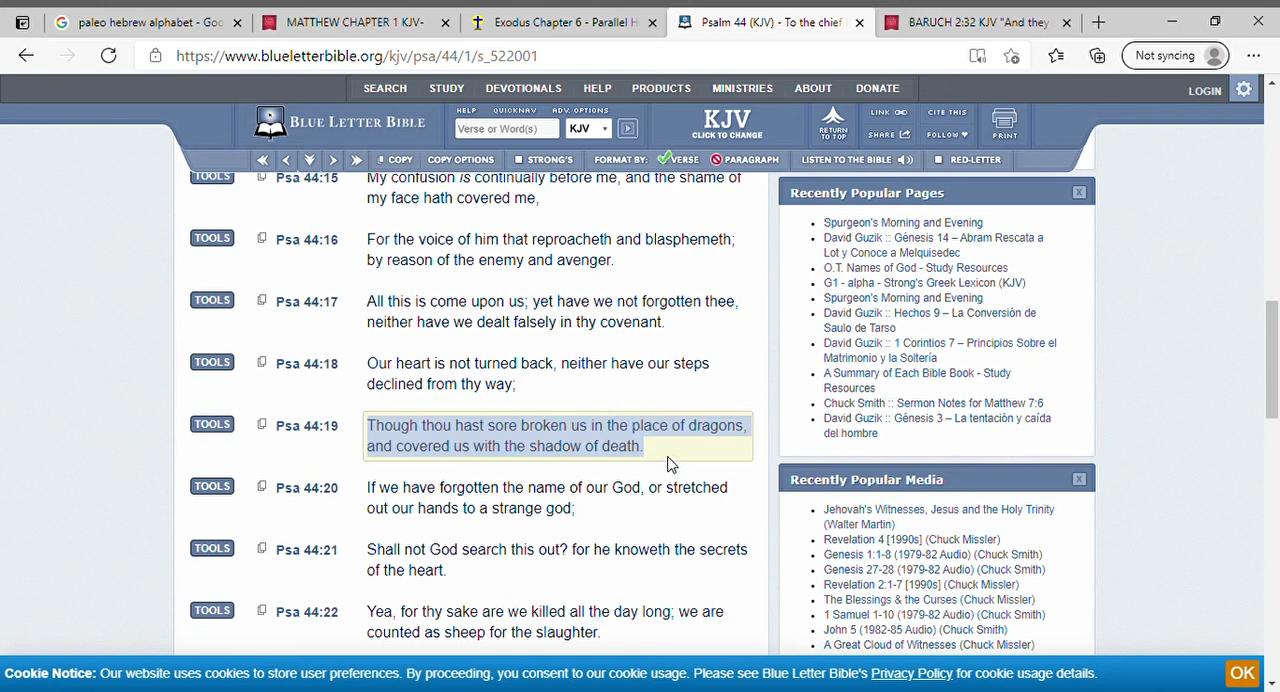 paleo hebrew alphabet - Goo
MATTHEW CHAPTER 1 KJV-
Exodus Chapter 6 - Parallel H
Psalm 44 (KJV) - To the chief
BARUCH 2:32 KJV "And they
https://www.blueletterbible.org/kjv/psa/44/1/s_522001
Not syncing
SEARCH STUDY DEVOTIONALS HELP PRODUCTS MINISTRIES ABOUT DONATE
LOGIN
BLUE LETTER BIBLE
HELP QUICKNAV ADV. OPTIONS
Verse or Word(s) KJV
KJV
CLICK TO CHANGE
RETURN
TO TOP
LINK CITE THIS
SHARE FOLLOW
PRINT
COPY COPY OPTIONS STRONG'S FORMAT BY: VERSE PARAGRAPH LISTEN TO THE BIBLE RED-LETTER
TOOLS Psa 44:15 My confusion is continually before me, and the shame of
my face hath covered me,
TOOLS Psa 44:16 For the voice of him that reproacheth and blasphemeth;
by reason of the enemy and avenger.
TOOLS Psa 44:17 All this is come upon us; yet have we not forgotten thee,
neither have we dealt falsely in thy covenant.
TOOLS Psa 44:18 Our heart is not turned back, neither have our steps
declined from thy way;
TOOLS Psa 44:19 Though thou hast sore broken us in the place of dragons,
and covered us with the shadow of death.
TOOLS Psa 44:20 If we have forgotten the name of our God, or stretched
out our hands to a strange god;
TOOLS Psa 44:21 Shall not God search this out? for he knoweth the secrets
of the heart.
TOOLS Psa 44:22 Yea, for thy sake are we killed all the day long; we are
counted as sheep for the slaughter.
Recently Popular Pages
Spurgeon's Morning and Evening
David Guzik :: Génesis 14 – Abram Rescata a
Lot y Conoce a Melquisedec
O.T. Names of God - Study Resources
G1 - alpha - Strong's Greek Lexicon (KJV)
Spurgeon's Morning and Evening
David Guzik :: Hechos 9 – La Conversión de
Saulo de Tarso
David Guzik :: 1 Corintios 7 – Principios Sobre el
Matrimonio y la Soltería
A Summary of Each Bible Book - Study
Resources
Chuck Smith :: Sermon Notes for Matthew 7:6
David Guzik :: Génesis 3 – La tentación y caída
del hombre
Recently Popular Media
Jehovah's Witnesses, Jesus and the Holy Trinity
(Walter Martin)
Revelation 4 [1990s] (Chuck Missler)
Genesis 1:1-8 (1979-82 Audio) (Chuck Smith)
Genesis 27-28 (1979-82 Audio) (Chuck Smith)
Revelation 2:1-7 [1990s] (Chuck Missler)
The Blessings & the Curses (Chuck Missler)
1 Samuel 1-10 (1979-82 Audio) (Chuck Smith)
John 5 (1982-85 Audio) (Chuck Smith)
A Great Cloud of Witnesses (Chuck Missler)
Cookie Notice: Our website uses cookies to store user preferences. By proceeding, you consent to our cookie usage. Please see Blue Letter Bible's Privacy Policy for cookie usage details.
OK